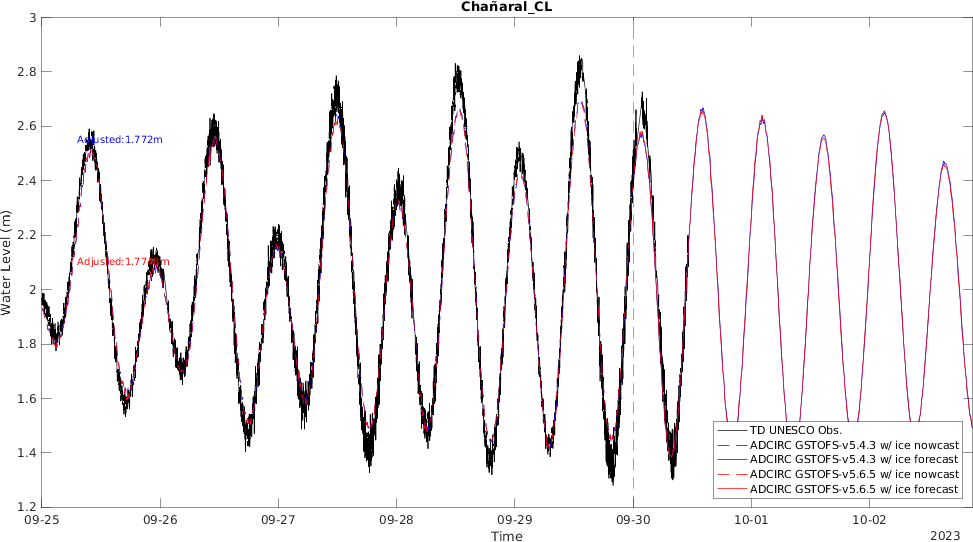 Chañaral_CL
3
2.8
2.6
2.4
2.2
2
1.8
1.6
1.4
1.2
Water Level (m)
Adjusted:1.772m
TD UNESCO Obs.
ADCIRC GSTOFS-v5.4.3 w/ ice nowcast
ADCIRC GSTOFS-v5.4.3 w/ ice forecast
ADCIRC GSTOFS-v5.6.5 w/ ice nowcast
ADCIRC GSTOFS-v5.6.5 w/ ice forecast
09-25
09-26
09-27
09-28
09-29
09-30
10-01
10-02
Time
2023